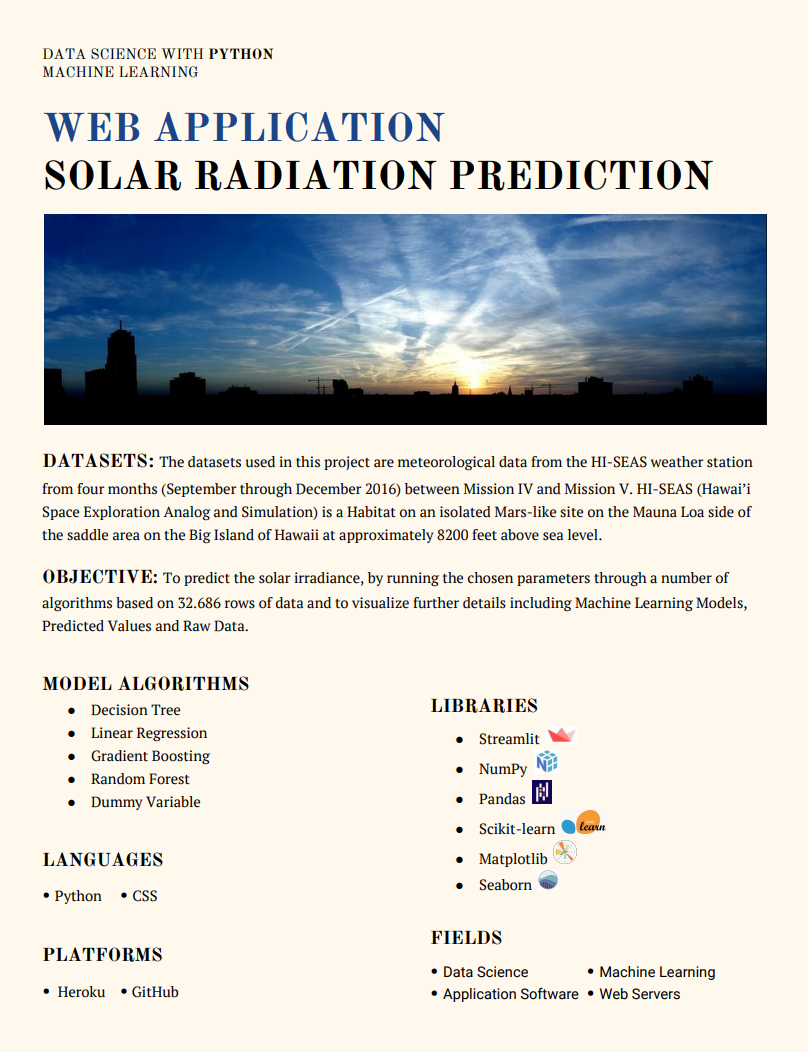 DATA SCIENCE WITH PYTHON
MACHINE LEARNING
WEB APPLICATION
SOLAR RADIATION PREDICTION
DATASETS: The datasets used in this project are meteorological data from the HI-SEAS weather station
from four months (September through December 2016) between Mission IV and Mission V. HI-SEAS (Hawai’i
Space Exploration Analog and Simulation) is a Habitat on an isolated Mars-like site on the Mauna Loa side of
the saddle area on the Big Island of Hawaii at approximately 8200 feet above sea level.
OBJECTIVE: To predict the solar irradiance, by running the chosen parameters through a number of
algorithms based on 32.686 rows of data and to visualize further details including Machine Learning Models,
Predicted Values and Raw Data.
MODEL ALGORITHMS
● Decision Tree
● Linear Regression
● Gradient Boosting
● Random Forest
● Dummy Variable
LANGUAGES
• Python • CSS
PLATFORMS
• Heroku • GitHub
LIBRARIES
● Streamlit
● NumPy
● Pandas
● Scikit-learn learn
● Matplotlib
● Seaborn
FIELDS
• Data Science • Machine Learning
• Application Software • Web Servers